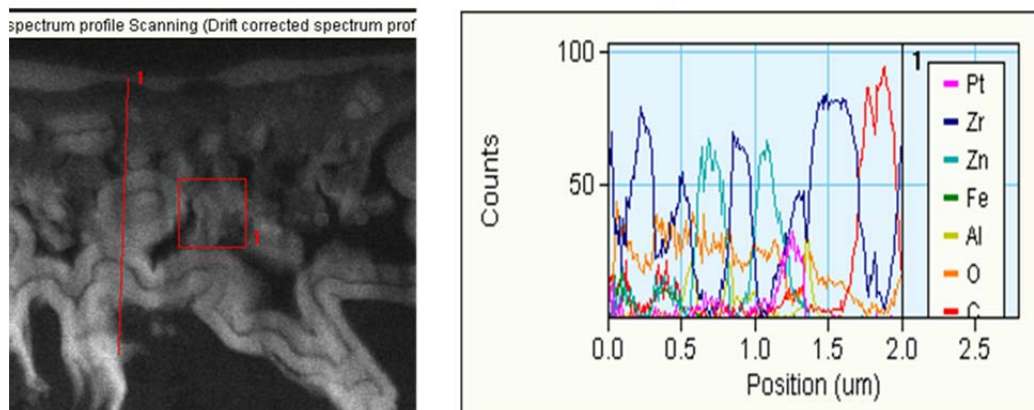 spectrum profile Scanning (Drift corrected spectrum prof
1
1
100
50
Counts
0.0 0.5 1.0 1.5 2.0 2.5
Position (um)
1
Pt
Zr
Zn
Fe
Al
O
C